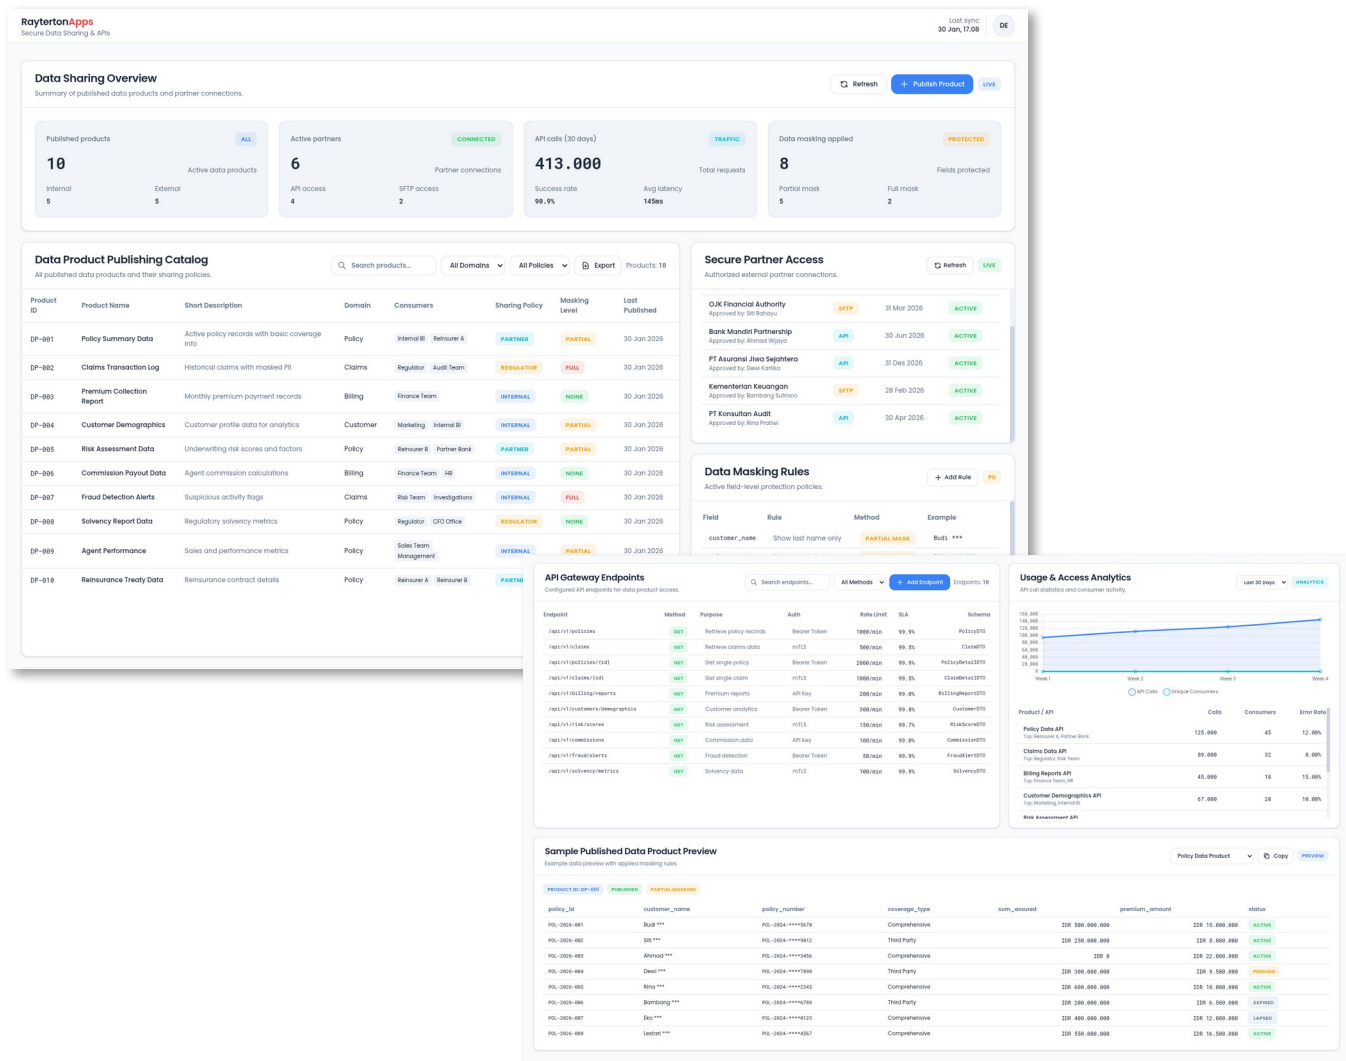 RaytertonApps
Secure Data Sharing & APIs
Last sync
30 Jan, 17.08
DE
Data Sharing Overview
Summary of published data products and partner connections.
Refresh
+ Publish Product
LIVE
Published products ALL
10 Active data products
Internal External
5 5
Active partners CONNECTED
6 Partner connections
API access SFTP access
4 2
API calls (30 days) TRAFFIC
413.000 Total requests
Success rate Avg latency
90.9% 145ms
Data masking applied PROTECTED
8 Fields protected
Partial mask Full mask
5 2
Data Product Publishing Catalog
All published data products and their sharing policies.
Search products... All Domains All Policies Export Products: 10
Product ID Product Name Short Description Domain Consumers Sharing Policy Masking Level Last Published
DP-001 Policy Summary Data Active policy records with basic coverage info Policy Internal BI Reinsurer A PARTNER PARTIAL 30 Jan 2026
DP-002 Claims Transaction Log Historical claims with masked PII Claims Regulator Audit Team REGULATOR FULL 30 Jan 2026
DP-003 Premium Collection Report Monthly premium payment records Billing Finance Team INTERNAL NONE 30 Jan 2026
DP-004 Customer Demographics Customer profile data for analytics Customer Marketing Internal BI INTERNAL PARTIAL 30 Jan 2026
DP-005 Risk Assessment Data Underwriting risk scores and factors Policy Reinsurer B Partner Bank PARTNER PARTIAL 30 Jan 2026
DP-006 Commission Payout Data Agent commission calculations Billing Finance Team HR INTERNAL NONE 30 Jan 2026
DP-007 Fraud Detection Alerts Suspicious activity flags Claims Risk Team Investigations INTERNAL FULL 30 Jan 2026
DP-008 Solvency Report Data Regulatory solvency metrics Policy Regulator CFO Office REGULATOR NONE 30 Jan 2026
DP-009 Agent Performance Sales and performance metrics Policy Sales Team Management INTERNAL PARTIAL 30 Jan 2026
DP-010 Reinsurance Treaty Data Reinsurance contract details Policy Reinsurer A Reinsurer B
Secure Partner Access
Authorized external partner connections.
Refresh LIVE
OJK Financial Authority SFTP 31 Mar 2026 ACTIVE
Approved by: Siti Rahayu
Bank Mandiri Partnership API 30 Jun 2026 ACTIVE
Approved by: Ahmad Wijaya
PT Asuransi Jiwa Sejahtera API 31 Des 2026 ACTIVE
Approved by: Dewi Kartika
Kementerian Keuangan SFTP 28 Feb 2026 ACTIVE
Approved by: Bambang Sutrisno
PT Konsultan Audit API 30 Apr 2026 ACTIVE
Approved by: Rina Pratiwi
Data Masking Rules
Active field-level protection policies.
+ Add Rule PII
Field Rule Method Example
customer_name Show last name only PARTIAL MASK Budi ***
API Gateway Endpoints
Configured API endpoints for data product access.
Search endpoints... All Methods + Add Endpoint Endpoints: 10
Endpoint Method Purpose Auth Rate Limit SLA Schema
/api/v1/policies GET Retrieve policy records Bearer Token 1000/min 99.9% PolicyDTO
/api/v1/claims GET Retrieve claims data mTLS 500/min 99.5% ClaimDTO
/api/v1/policies/{id} GET Get single policy Bearer Token 2000/min 99.9% PolicyDetailDTO
/api/v1/claims/{id} GET Get single claim mTLS 1000/min 99.5% ClaimDetailDTO
/api/v1/billing/reports GET Premium reports API Key 200/min 99.0% BillingReportDTO
/api/v1/customers/demographics GET Customer analytics Bearer Token 300/min 99.0% CustomerDTO
/api/v1/risk/scores GET Risk assessment mTLS 150/min 99.7% RiskScoreDTO
/api/v1/commissions GET Commission data API Key 100/min 99.0% CommissionDTO
/api/v1/fraud/alerts GET Fraud detection Bearer Token 50/min 99.9% FraudAlertDTO
/api/v1/solvency/metrics GET Solvency data mTLS 100/min 99.9% SolvencyDTO
Usage & Access Analytics
API call statistics and consumer activity.
Last 30 Days ANALYTICS
160,000
140,000
120,000
100,000
80,000
60,000
40,000
20,000
0
Week 1 Week 2 Week 3 Week 4
API Calls Unique Consumers
Product / API Calls Consumers Error Rate
Policy Data API 125.000 45 12.00%
Top: Reinsurer A, Partner Bank
Claims Data API 89.000 32 8.00%
Top: Regulator, Risk Team
Billing Reports API 45.000 18 15.00%
Top: Finance Team, HR
Customer Demographics API 67.000 28 10.00%
Top: Marketing, Internal BI
Risk Assessment API
Sample Published Data Product Preview
Example data preview with applied masking rules.
Policy Data Product Copy PREVIEW
PRODUCT ID: DP-001 PUBLISHED PARTIAL MASKING
policy_id customer_name policy_number coverage_type sum_assured premium_amount status
POL-2026-001 Budi *** POL-2024-****5678 Comprehensive IDR 500.000.000 IDR 15.000.000 ACTIVE
POL-2026-002 Siti *** POL-2024-****9012 Third Party IDR 250.000.000 IDR 8.000.000 ACTIVE
POL-2026-003 Ahmad *** POL-2024-****3456 Comprehensive IDR 0 IDR 22.000.000 ACTIVE
POL-2026-004 Dewi *** POL-2024-****7890 Third Party IDR 300.000.000 IDR 9.500.000 PENDING
POL-2026-005 Rina *** POL-2024-****2345 Comprehensive IDR 600.000.000 IDR 18.000.000 ACTIVE
POL-2026-006 Bambang *** POL-2024-****6789 Third Party IDR 200.000.000 IDR 6.500.000 EXPIRED
POL-2026-007 Eko *** POL-2024-****0123 Comprehensive IDR 400.000.000 IDR 12.000.000 LAPSED
POL-2026-008 Lestari *** POL-2024-****4567 Comprehensive IDR 550.000.000 IDR 16.500.000 ACTIVE